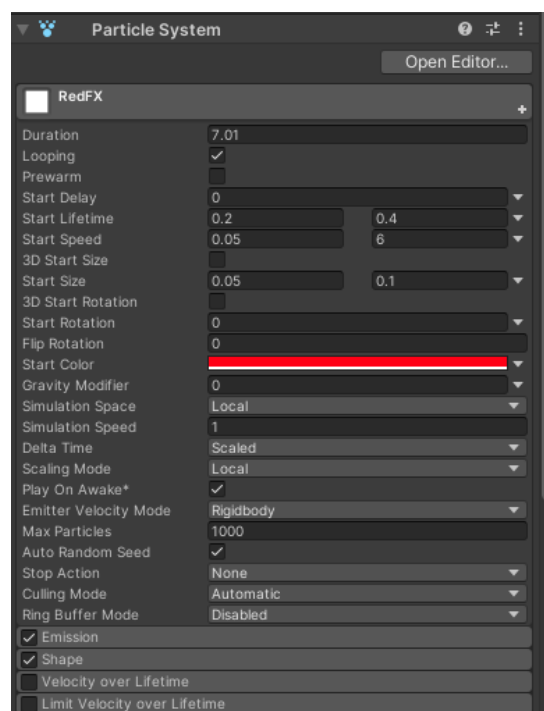 Particle System
Open Editor...
RedFX
Duration 7.01
Looping
Prewarm
Start Delay 0
Start Lifetime 0.2 0.4
Start Speed 0.05 6
3D Start Size
Start Size 0.05 0.1
3D Start Rotation
Start Rotation 0
Flip Rotation 0
Start Color
Gravity Modifier 0
Simulation Space Local
Simulation Speed 1
Delta Time Scaled
Scaling Mode Local
Play On Awake*
Emitter Velocity Mode Rigidbody
Max Particles 1000
Auto Random Seed
Stop Action None
Culling Mode Automatic
Ring Buffer Mode Disabled
Emission
Shape
Velocity over Lifetime
Limit Velocity over Lifetime